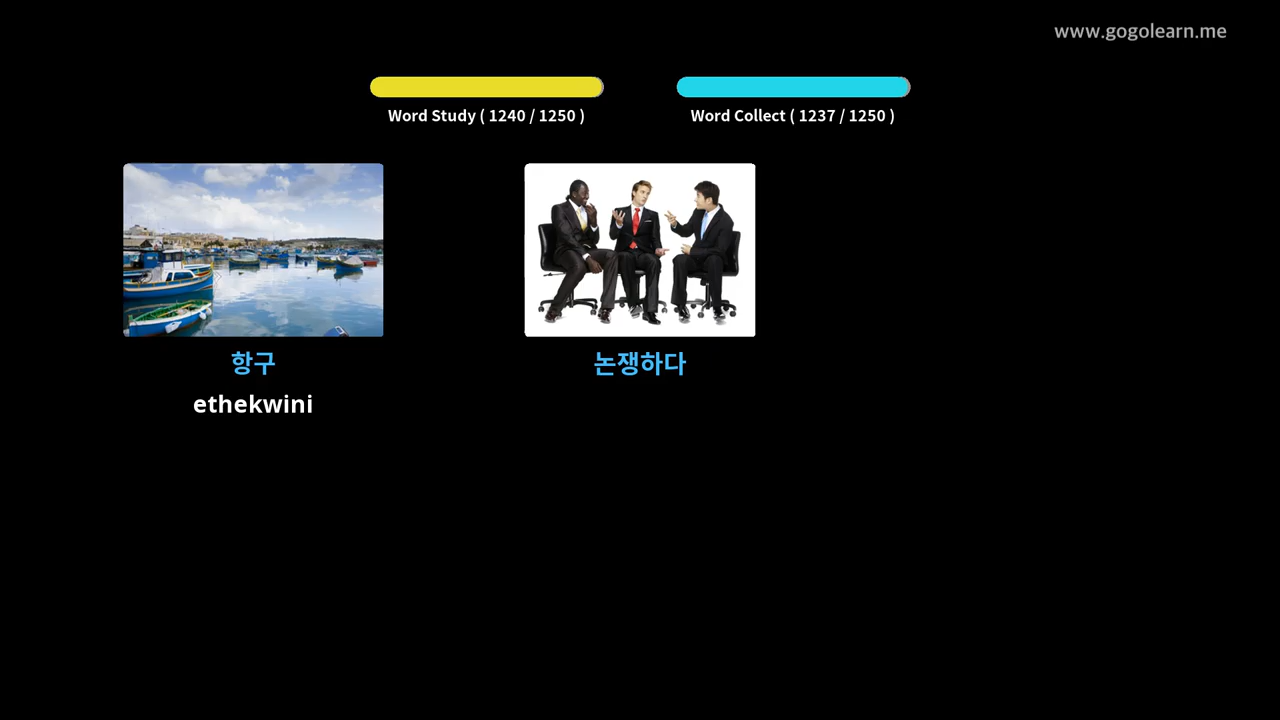 www.gogolearn.me
Word Study ( 1240 / 1250 )
Word Collect ( 1237 / 1250 )
항구
논쟁하다
ethekwini